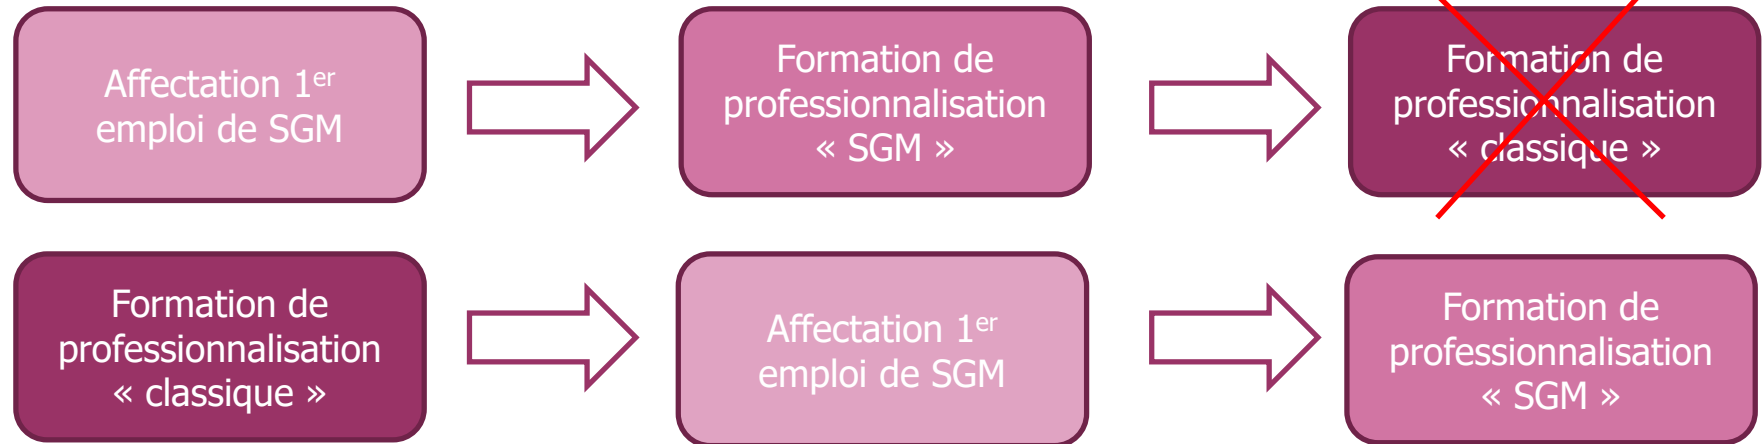 Affectation 1er
emploi de SGM
Formation de
professionnalisation
« SGM »
Formation de
professionnalisation
« classique »
Formation de
professionnalisation
« classique »
Affectation 1er
emploi de SGM
Formation de
professionnalisation
« SGM »